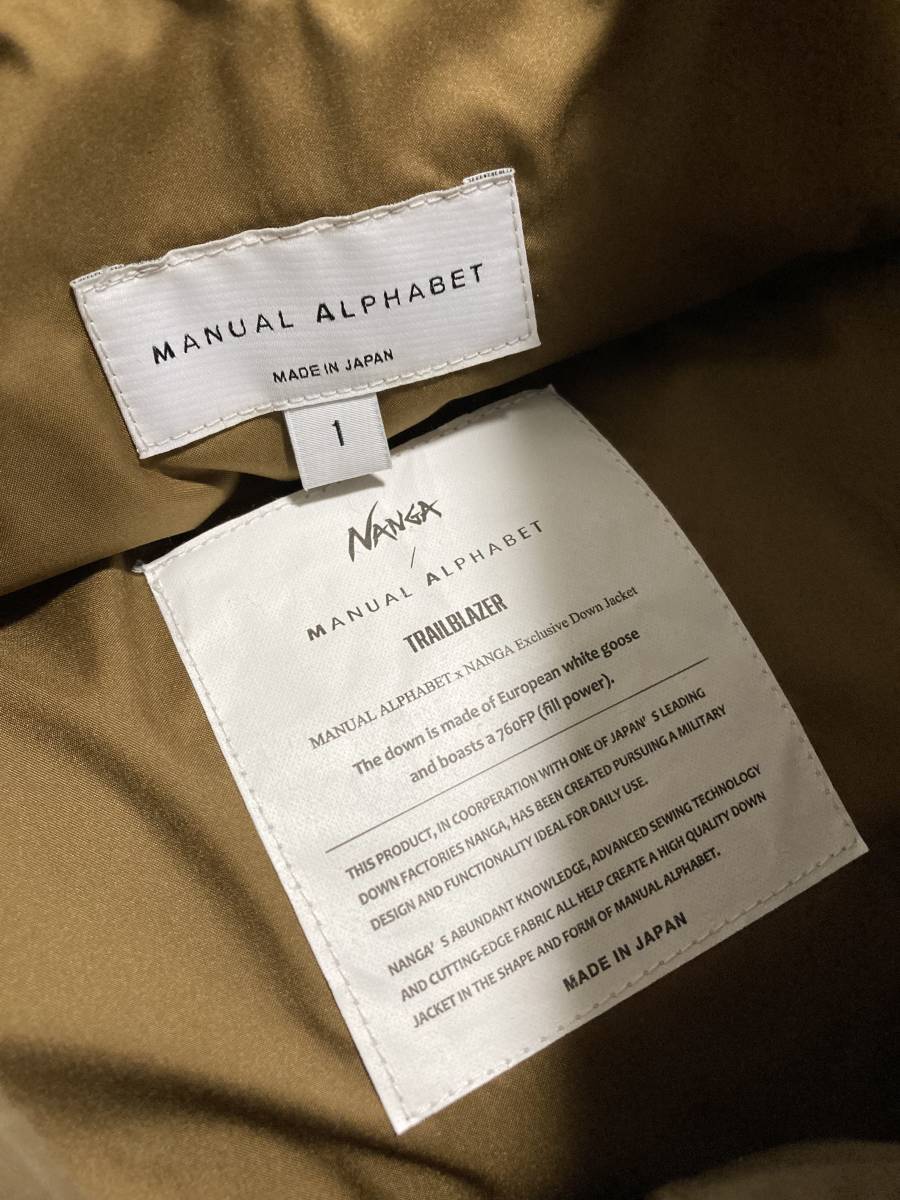 MANUAL ALPHABET
MADE IN JAPAN
1
NANGA
/
MANUAL ALPHABET
TRAILBLAZER
MANUAL ALPHABET x NANGA Exclusive Down Jacket
The down is made of European white goose
and boasts a 760FP (fill power).
THIS PRODUCT, IN COORPERATION WITH ONE OF JAPAN' S LEADING
DOWN FACTORIES NANGA, HAS BEEN CREATED PURSUING A MILITARY
DESIGN AND FUNCTIONALITY IDEAL FOR DAILY USE.
NANGA' S ABUNDANT KNOWLEDGE, ADVANCED SEWING TECHNOLOGY
AND CUTTING-EDGE FABRIC ALL HELP CREATE A HIGH QUALITY DOWN
JACKET IN THE SHAPE AND FORM OF MANUAL ALPHABET.
MADE IN JAPAN